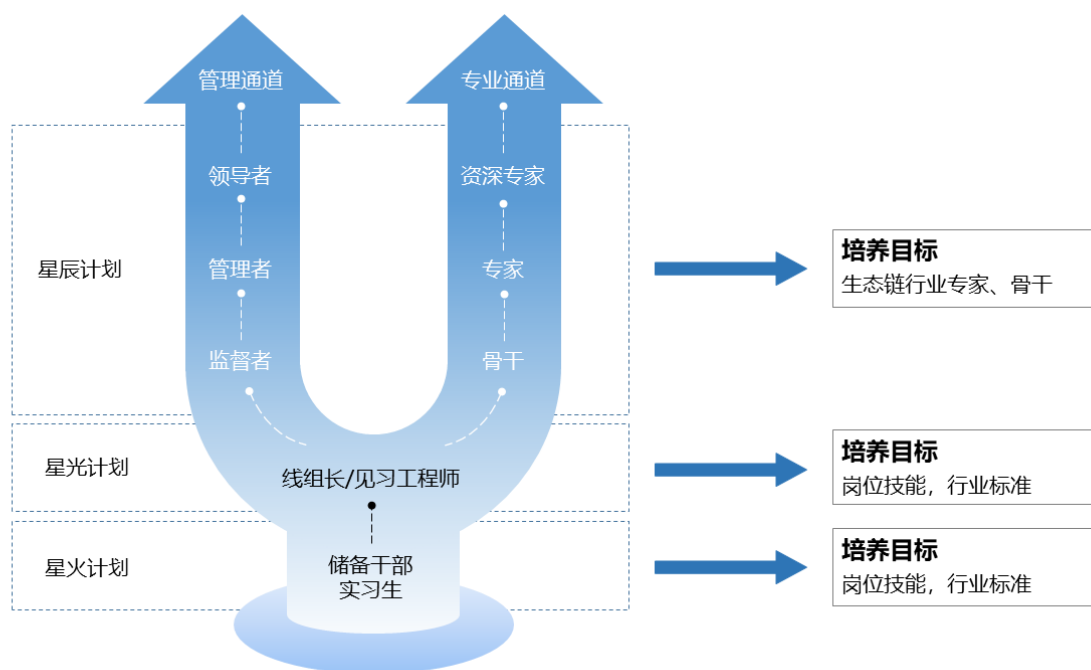 管理通道
专业通道
领导者
资深专家
星辰计划
管理者
专家
培养目标
生态链行业专家、骨干
监督者
骨干
星光计划
线组长/见习工程师
培养目标
岗位技能，行业标准
星火计划
储备干部
实习生
培养目标
岗位技能，行业标准